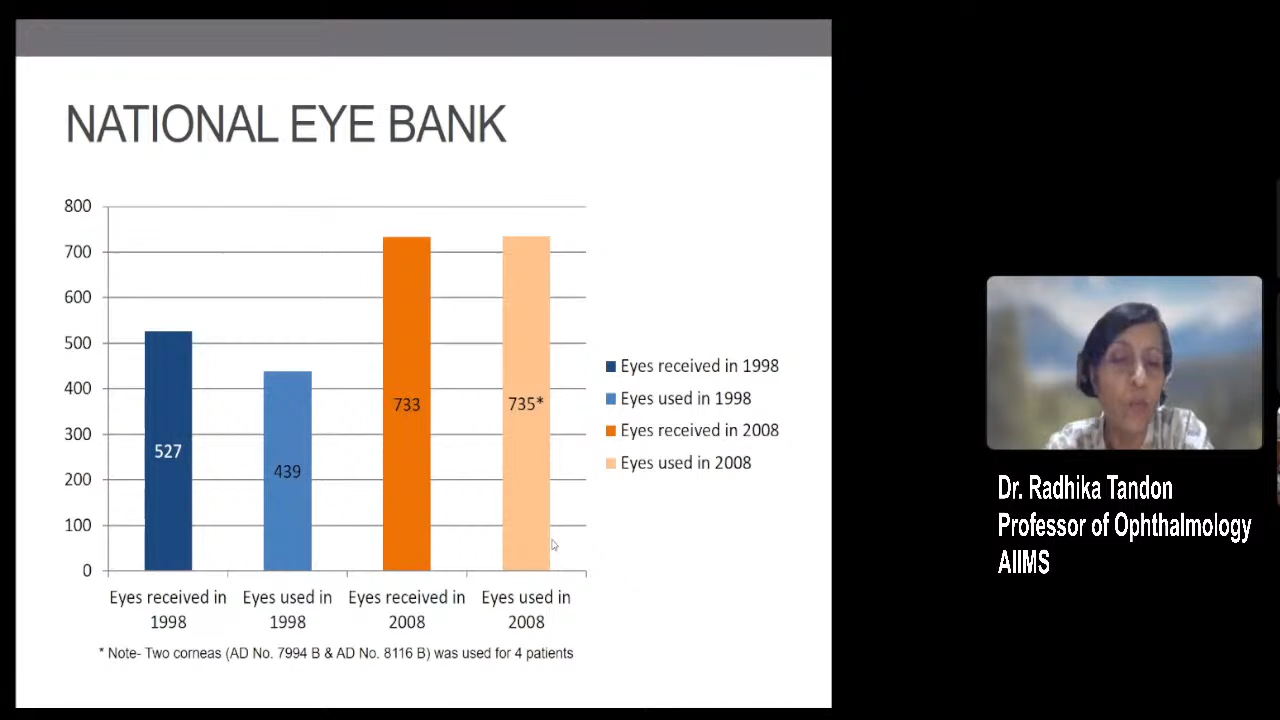 NATIONAL EYE BANK
800
700
600
500
400
300
200
100
0
527
439
733
735*
Eyes received in 1998
Eyes used in 1998
Eyes received in 2008
Eyes used in 2008
Eyes received in
1998
Eyes used in
1998
Eyes received in
2008
Eyes used in
2008
* Note- Two corneas (AD No. 7994 B & AD No. 8116 B) was used for 4 patients
Dr. Radhika Tandon
Professor of Ophthalmology
AIIMS